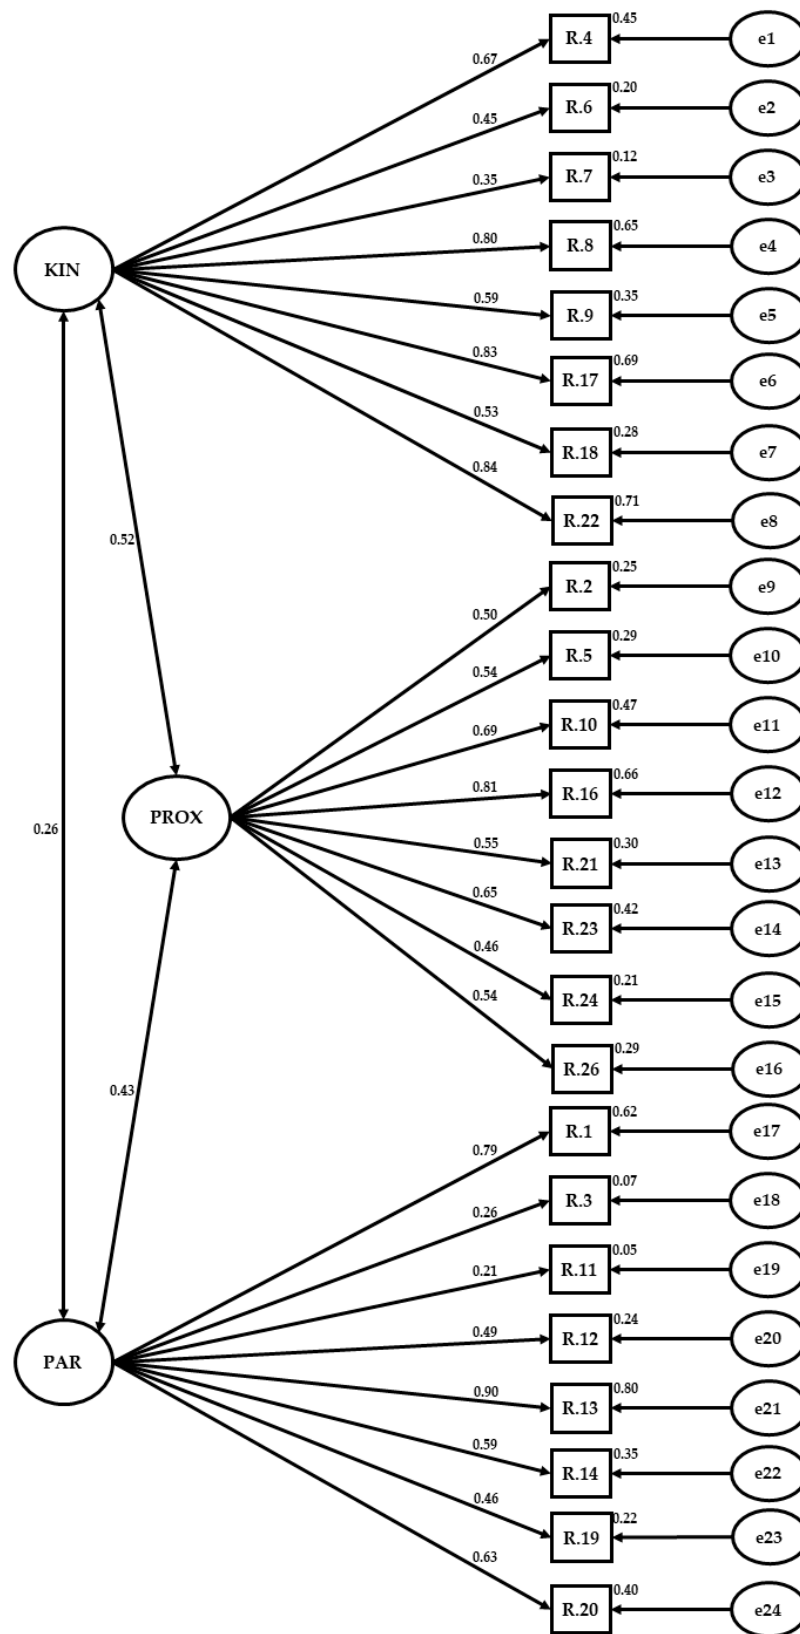 0.45
R.4
e1
0.67
0.20
R.6
e2
0.45
0.12
R.7
e3
0.35
0.65
R.8
e4
0.80
KIN
0.35
R.9
e5
0.59
0.69
R.17
e6
0.83
0.28
R.18
e7
0.53
0.71
R.22
e8
0.84
0.52
0.25
R.2
e9
0.50
0.29
R.5
e10
0.54
0.47
R.10
e11
0.69
0.66
R.16
e12
0.81
PROX
0.26
0.30
R.21
e13
0.55
0.42
R.23
e14
0.65
0.21
R.24
e15
0.46
0.29
R.26
e16
0.54
0.43
0.62
R.1
e17
0.79
0.07
R.3
e18
0.26
0.05
R.11
e19
0.21
0.24
R.12
e20
0.49
PAR
0.80
R.13
e21
0.90
0.35
R.14
e22
0.59
0.22
R.19
e23
0.46
0.40
R.20
e24
0.63